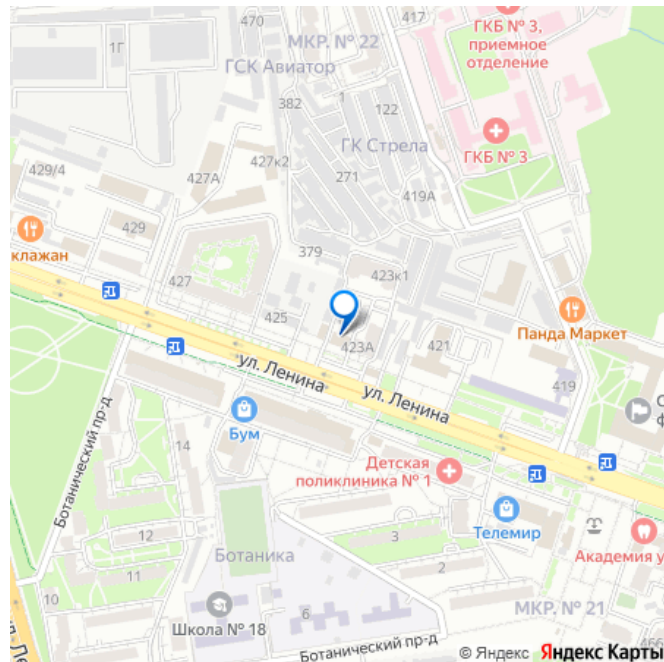 470
417
ГКБ № 3,
приемное
отделение
1Г
МКР. № 22
ГСК Авиатор
382
1
122
ГКБ № 3
ГК Стрела
427к2
429/4
427А
271
419А
429
клажан
379
423к1
427
425
Панда Маркет
423А
421
ул. Ленина
ул. Ленина
419
Бум
Ботанический пр-д
14
Детская
поликлиника № 1
Телемир
12
Ботаника
3
Академия у
11
2
10
6
Школа № 18
МКР. № 21
Ботанический пр-д
ул. Ле
© Яндекс Яндекс Карты